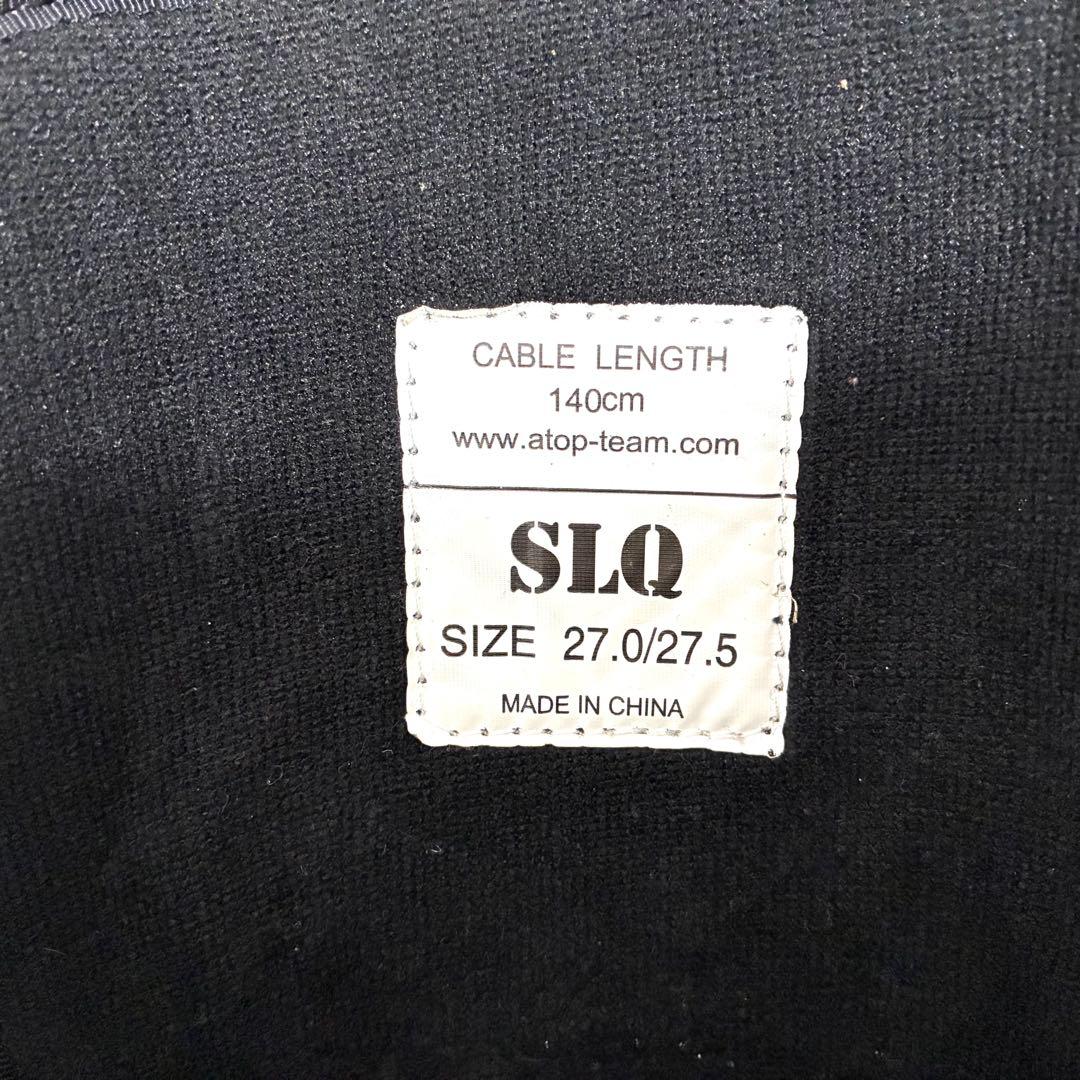 CABLE LENGTH
140cm
www.atop-team.com
SLQ
SIZE 27.0/27.5
MADE IN CHINA